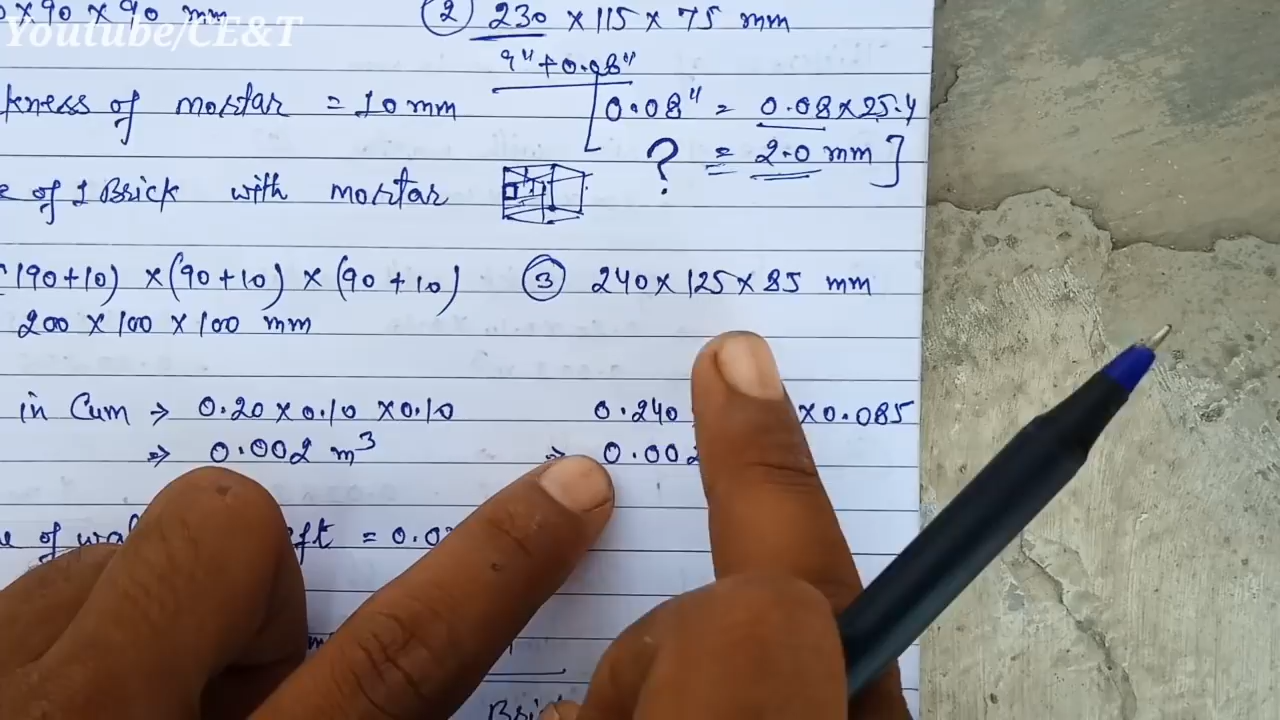 0 x 90 x 90 mm
Youtube/CE&T
② 230 x 115 x 75 mm
9" + 0.08"
kness of mortar = 10 mm
[0.08" = 0.08 x 25.4
? = 2.0 mm]
e of 1 Brick with mortar
(190+10) x (90+10) x (90+10)
200 x 100 x 100 mm
③ 240 x 125 x 85 mm
in Cum → 0.20 x 0.10 x 0.10
⇒ 0.002 m³
0.240 x 0.085
⇒ 0.002
e of wal ft = 0.0
Bric